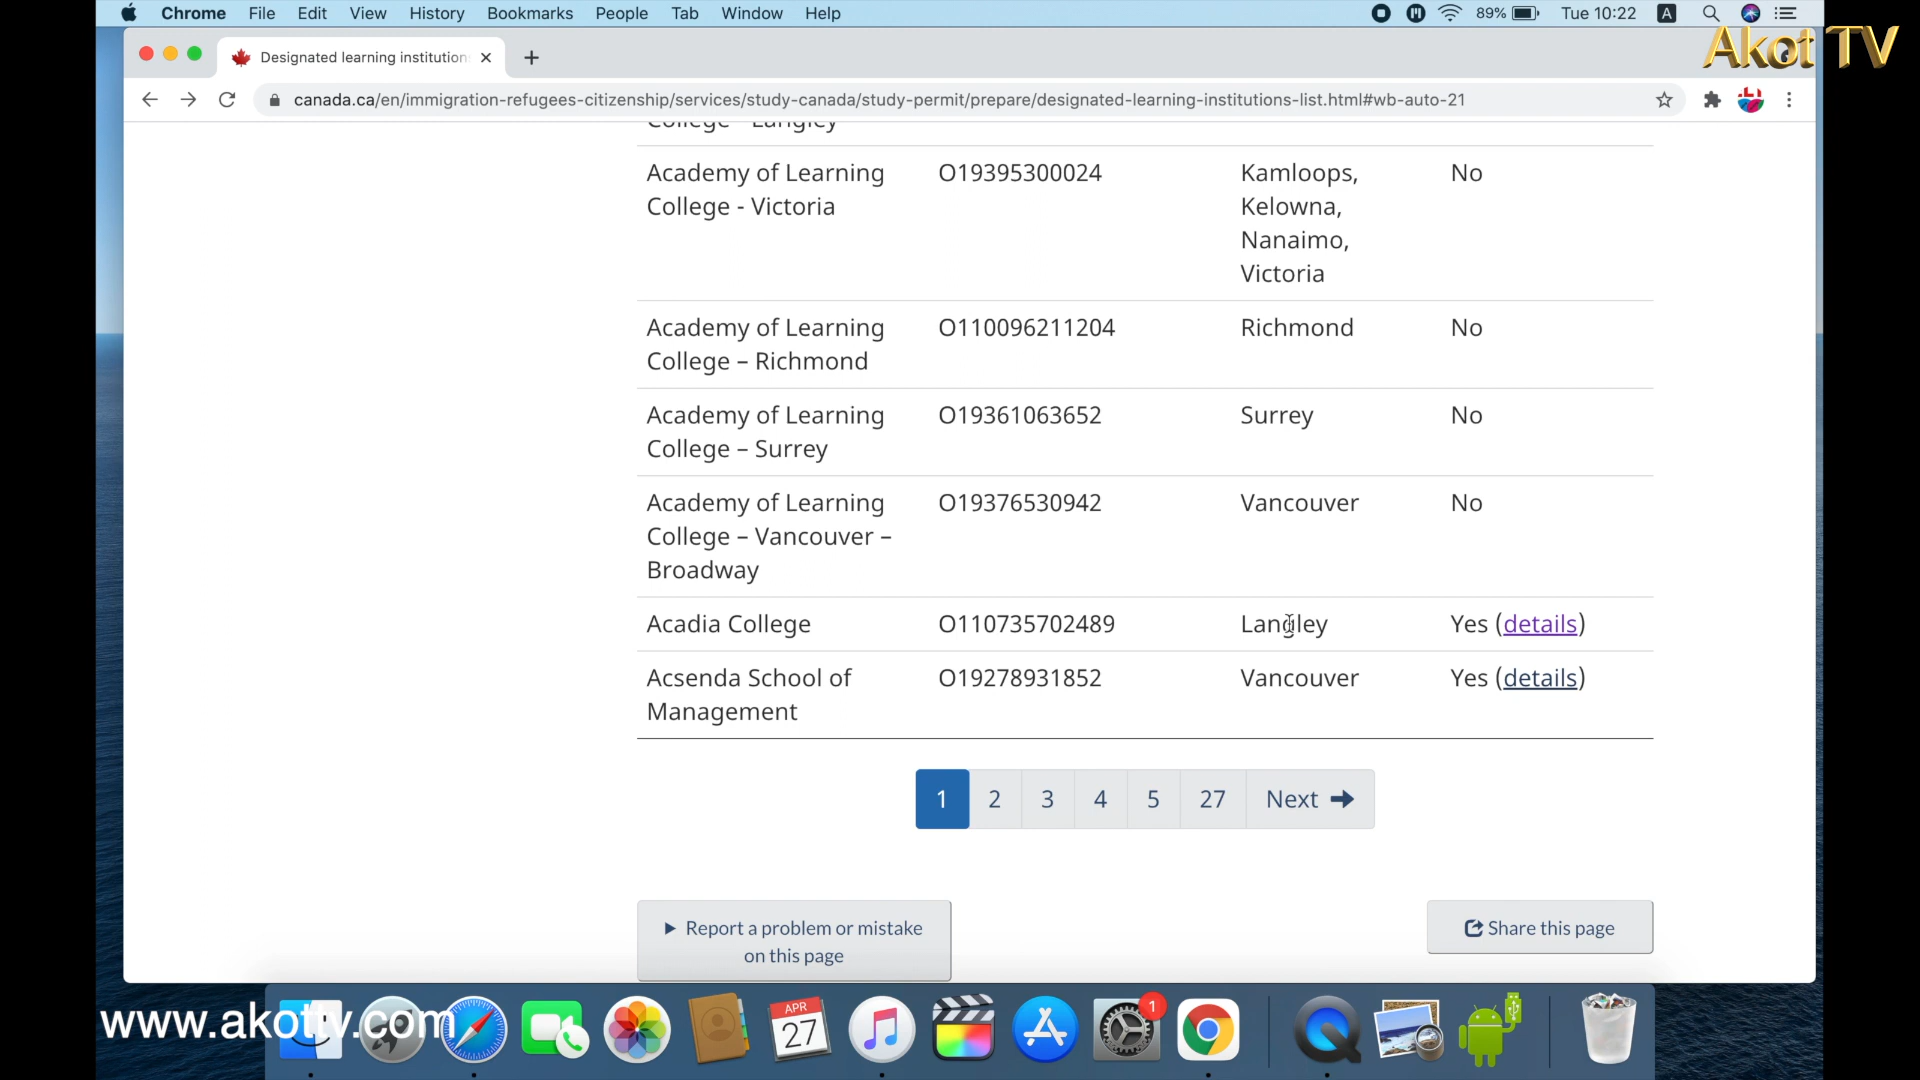 Chrome File Edit View History Bookmarks People Tab Window Help 89% Tue 10:22 A
Akot TV
Designated learning institution
canada.ca/en/immigration-refugees-citizenship/services/study-canada/study-permit/prepare/designated-learning-institutions-list.html#wb-auto-21
College - Langley
Academy of Learning O19395300024 Kamloops, No
College - Victoria Kelowna,
Nanaimo,
Victoria
Academy of Learning O110096211204 Richmond No
College – Richmond
Academy of Learning O19361063652 Surrey No
College – Surrey
Academy of Learning O19376530942 Vancouver No
College – Vancouver –
Broadway
Acadia College O110735702489 Langley Yes (details)
Acsenda School of O19278931852 Vancouver Yes (details)
Management
1 2 3 4 5 27 Next
Report a problem or mistake
on this page
Share this page
www.akottv.com
APR
27
1